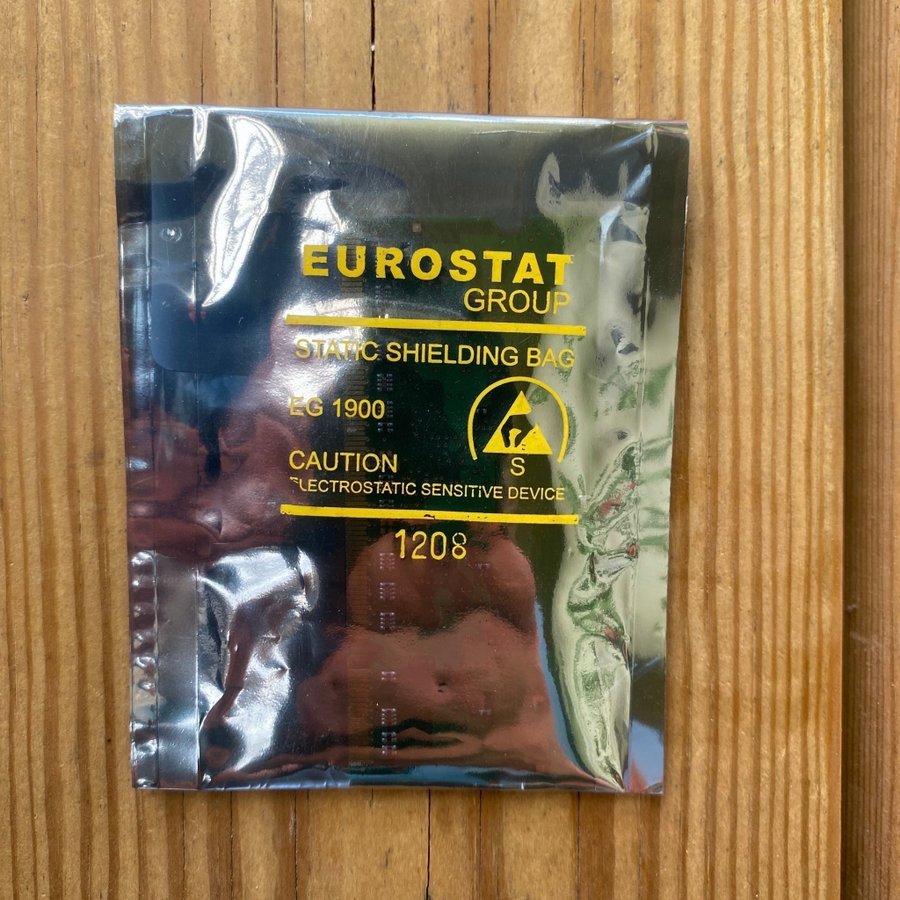 EUROSTAT
GROUP
STATIC SHIELDING BAG
EG 1900
S
CAUTION
ELECTROSTATIC SENSITIVE DEVICE
1208